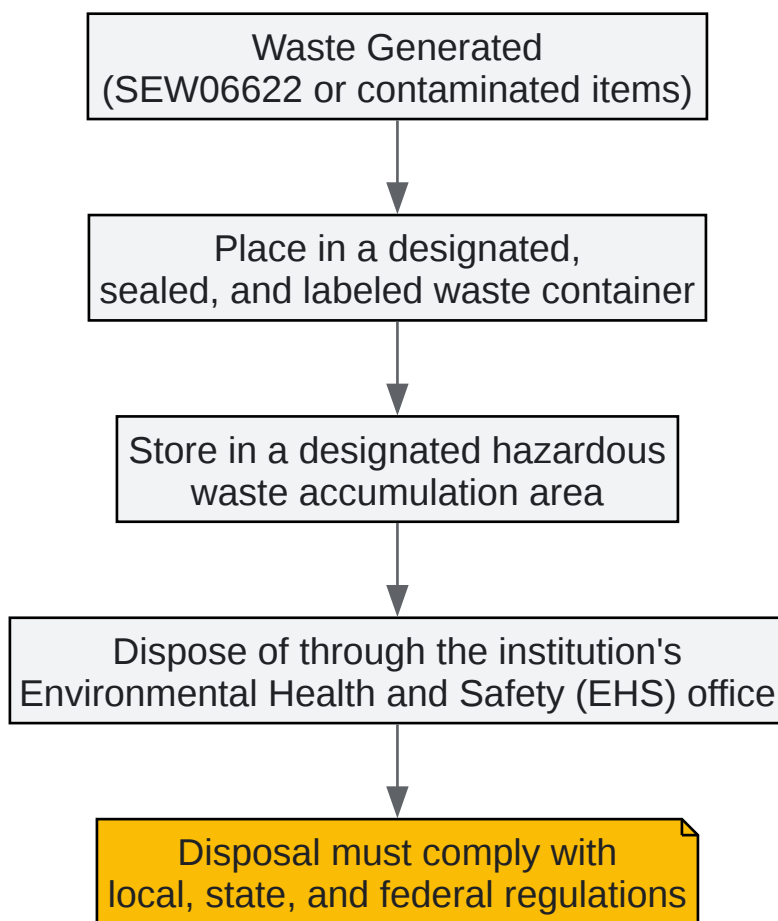 Waste Generated
(SEW06622 or contaminated items)
Place in a designated,
sealed, and labeled waste container
Store in a designated hazardous
waste accumulation area
Dispose of through the institution's
Environmental Health and Safety (EHS) office
Disposal must comply with
local, state, and federal regulations